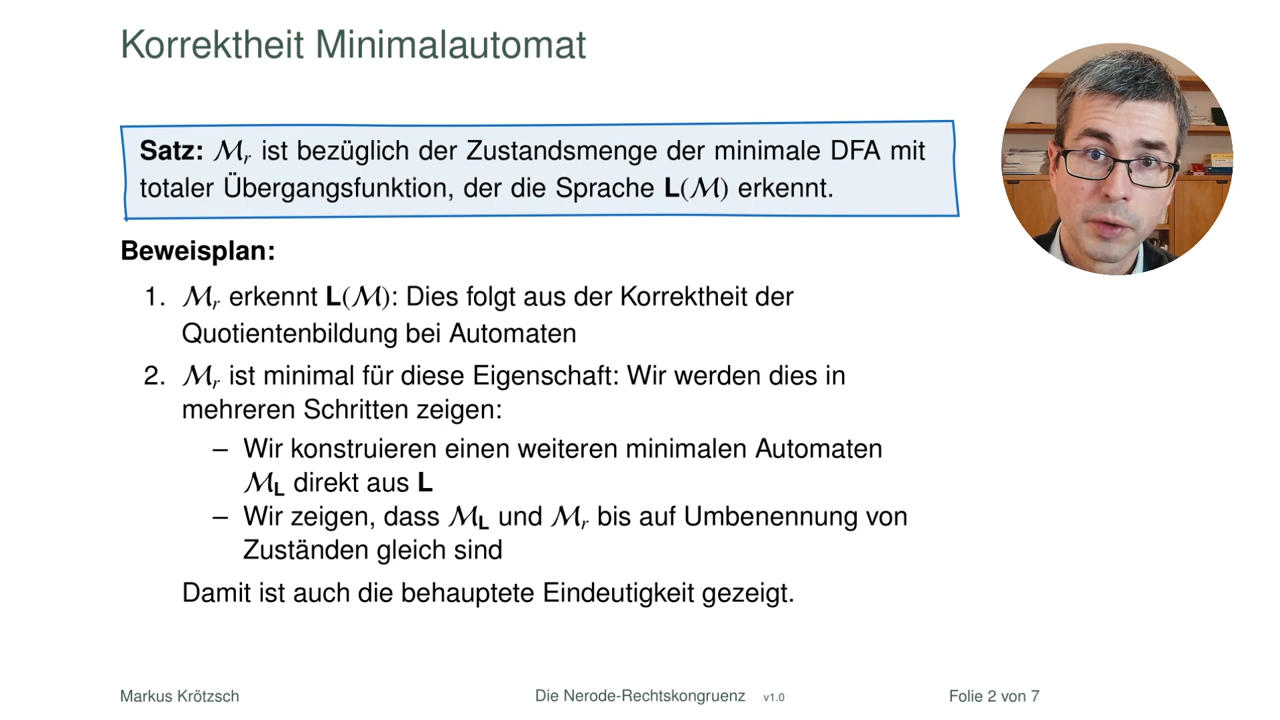 Korrektheit Minimalautomat
Satz: ℳᵣ ist bezüglich der Zustandsmenge der minimale DFA mit
totaler Übergangsfunktion, der die Sprache L(ℳ) erkennt.
Beweisplan:
1. ℳᵣ erkennt L(ℳ): Dies folgt aus der Korrektheit der
Quotientenbildung bei Automaten
2. ℳᵣ ist minimal für diese Eigenschaft: Wir werden dies in
mehreren Schritten zeigen:
– Wir konstruieren einen weiteren minimalen Automaten
ℳ_L direkt aus L
– Wir zeigen, dass ℳ_L und ℳᵣ bis auf Umbenennung von
Zuständen gleich sind
Damit ist auch die behauptete Eindeutigkeit gezeigt.
Markus Krötzsch Die Nerode-Rechtskongruenz v1.0 Folie 2 von 7